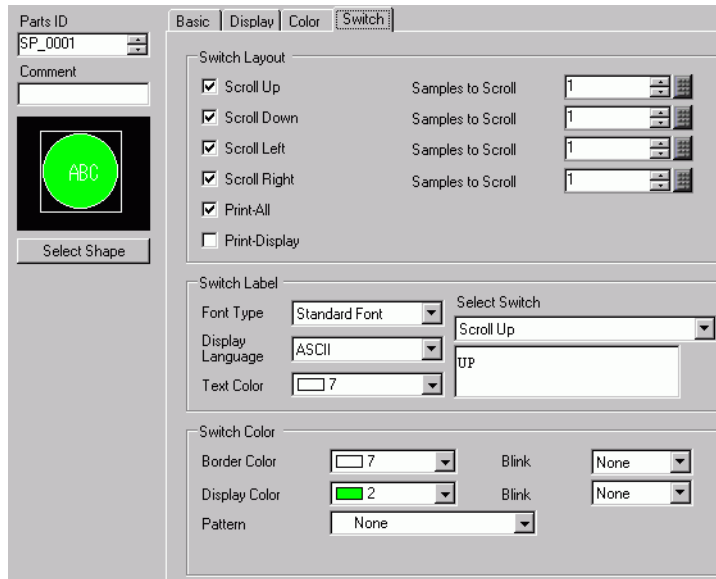 Parts ID
SP_0001
Comment
ABC
Select Shape
Basic Display Color Switch
Switch Layout
Scroll Up Samples to Scroll 1
Scroll Down Samples to Scroll 1
Scroll Left Samples to Scroll 1
Scroll Right Samples to Scroll 1
Print-All
Print-Display
Switch Label
Font Type Standard Font
Display Language ASCII
Text Color 7
Select Switch
Scroll Up
UP
Switch Color
Border Color 7 Blink None
Display Color 2 Blink None
Pattern None